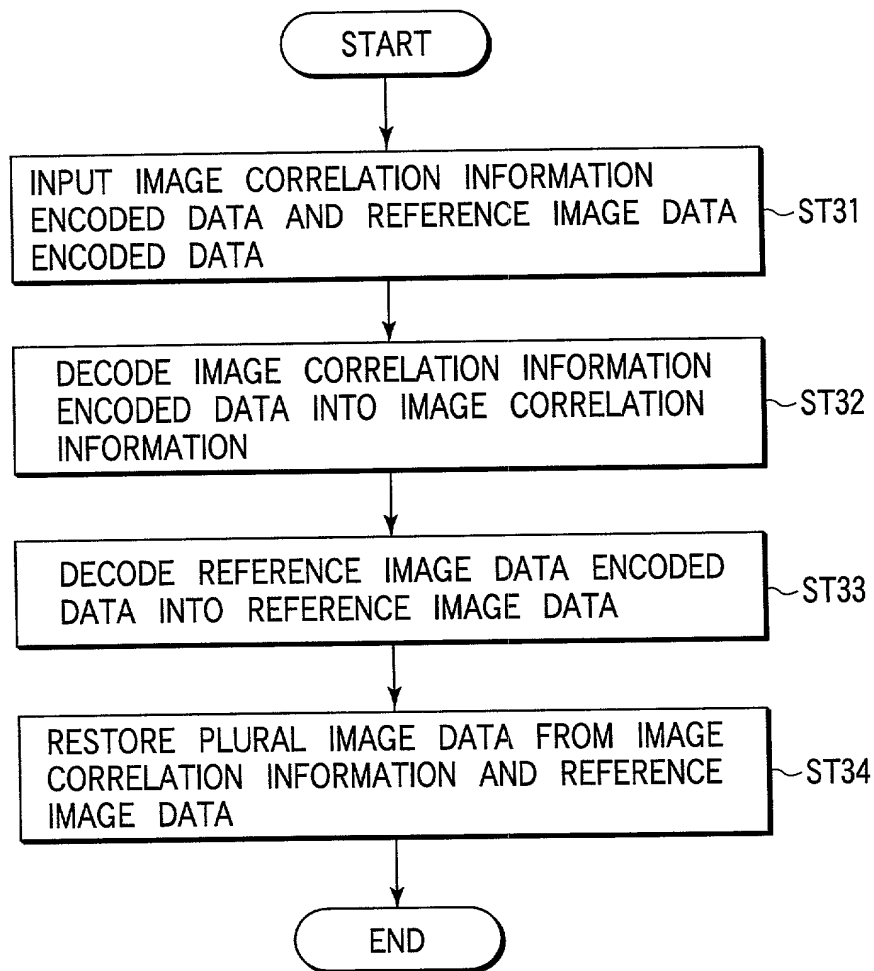 START
INPUT IMAGE CORRELATION INFORMATION
ENCODED DATA AND REFERENCE IMAGE DATA
ENCODED DATA
ST31
DECODE IMAGE CORRELATION INFORMATION
ENCODED DATA INTO IMAGE CORRELATION
INFORMATION
ST32
DECODE REFERENCE IMAGE DATA ENCODED
DATA INTO REFERENCE IMAGE DATA
ST33
RESTORE PLURAL IMAGE DATA FROM IMAGE
CORRELATION INFORMATION AND REFERENCE
IMAGE DATA
ST34
END